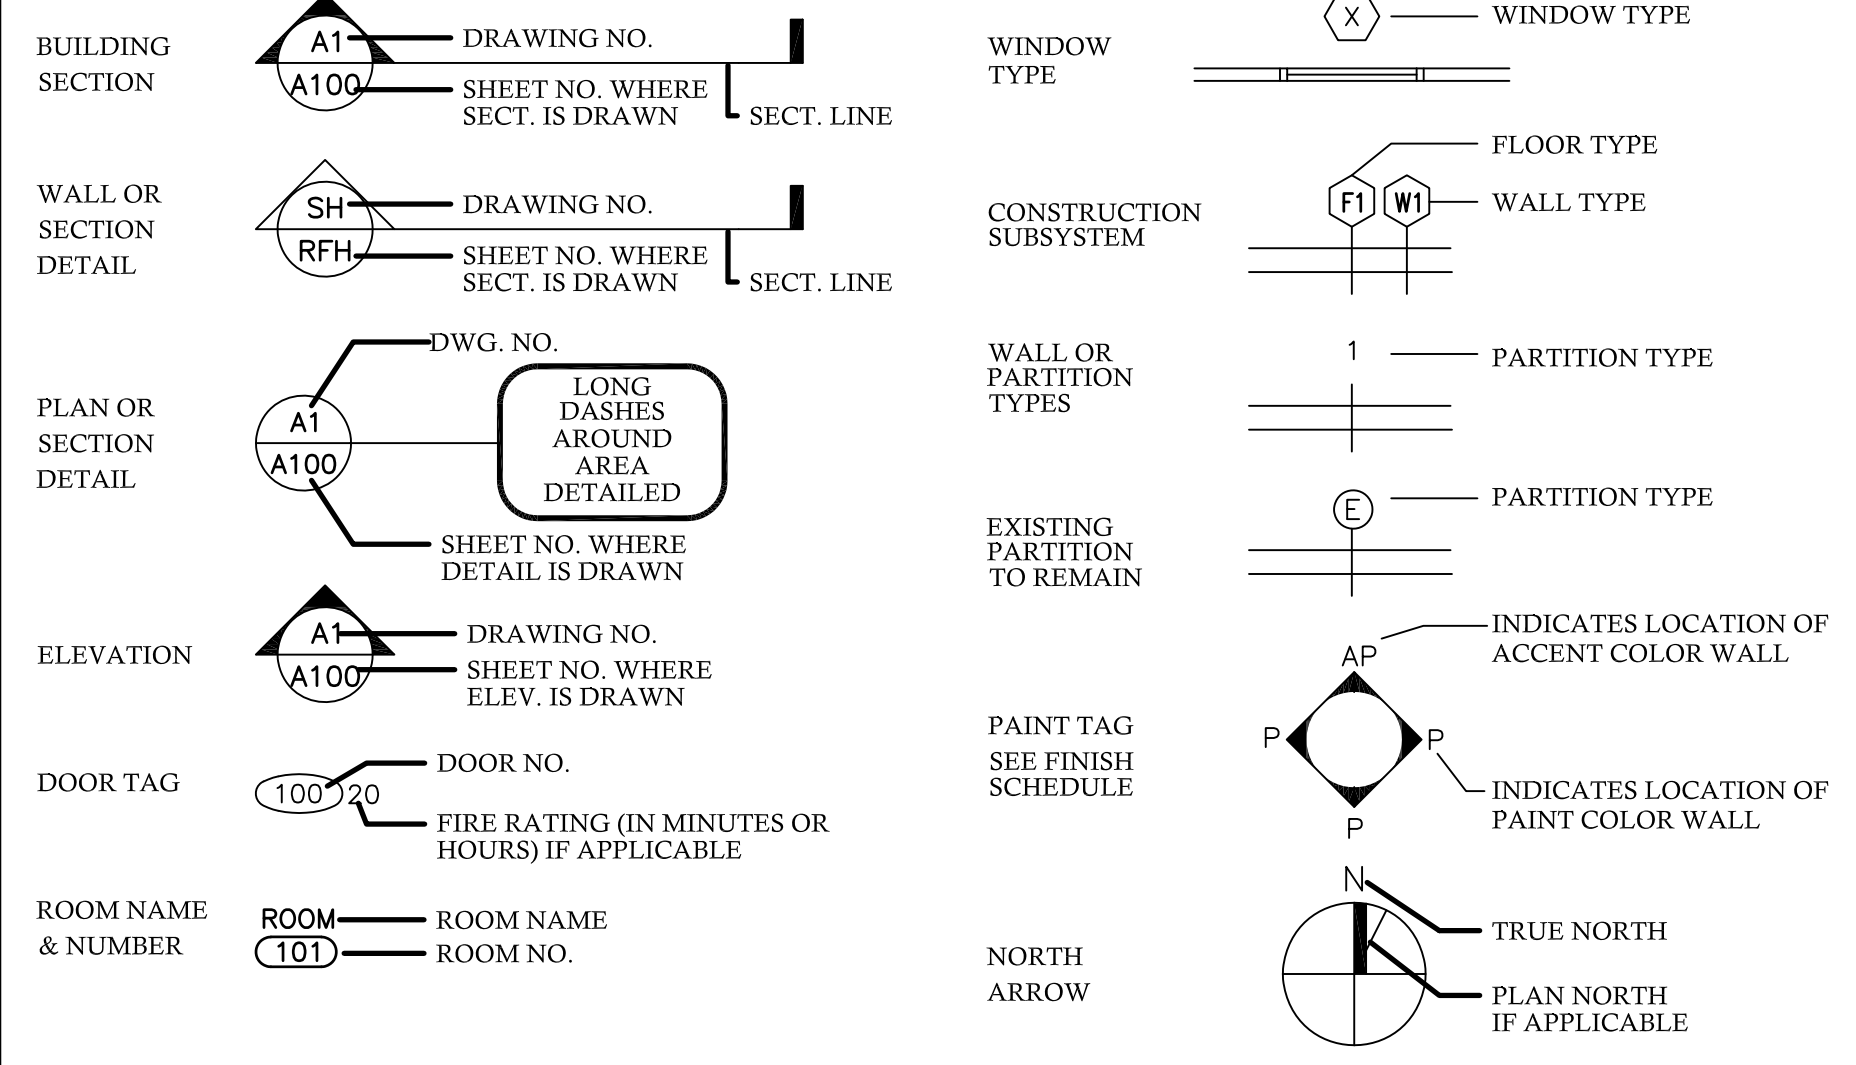 BUILDING
SECTION
A1
A100
DRAWING NO.
SHEET NO. WHERE
SECT. IS DRAWN
SECT. LINE
WALL OR
SECTION
DETAIL
SH
RFH
DRAWING NO.
SHEET NO. WHERE
SECT. IS DRAWN
SECT. LINE
PLAN OR
SECTION
DETAIL
DWG. NO.
A1
A100
LONG
DASHES
AROUND
AREA
DETAILED
SHEET NO. WHERE
DETAIL IS DRAWN
ELEVATION
A1
A100
DRAWING NO.
SHEET NO. WHERE
ELEV. IS DRAWN
DOOR TAG
100 20
DOOR NO.
FIRE RATING (IN MINUTES OR
HOURS) IF APPLICABLE
ROOM NAME
& NUMBER
ROOM
101
ROOM NAME
ROOM NO.
WINDOW
TYPE
X
WINDOW TYPE
CONSTRUCTION
SUBSYSTEM
F1 W1
FLOOR TYPE
WALL TYPE
WALL OR
PARTITION
TYPES
1
PARTITION TYPE
EXISTING
PARTITION
TO REMAIN
E
PARTITION TYPE
PAINT TAG
SEE FINISH
SCHEDULE
AP
P P
P
INDICATES LOCATION OF
ACCENT COLOR WALL
INDICATES LOCATION OF
PAINT COLOR WALL
NORTH
ARROW
N
TRUE NORTH
PLAN NORTH
IF APPLICABLE